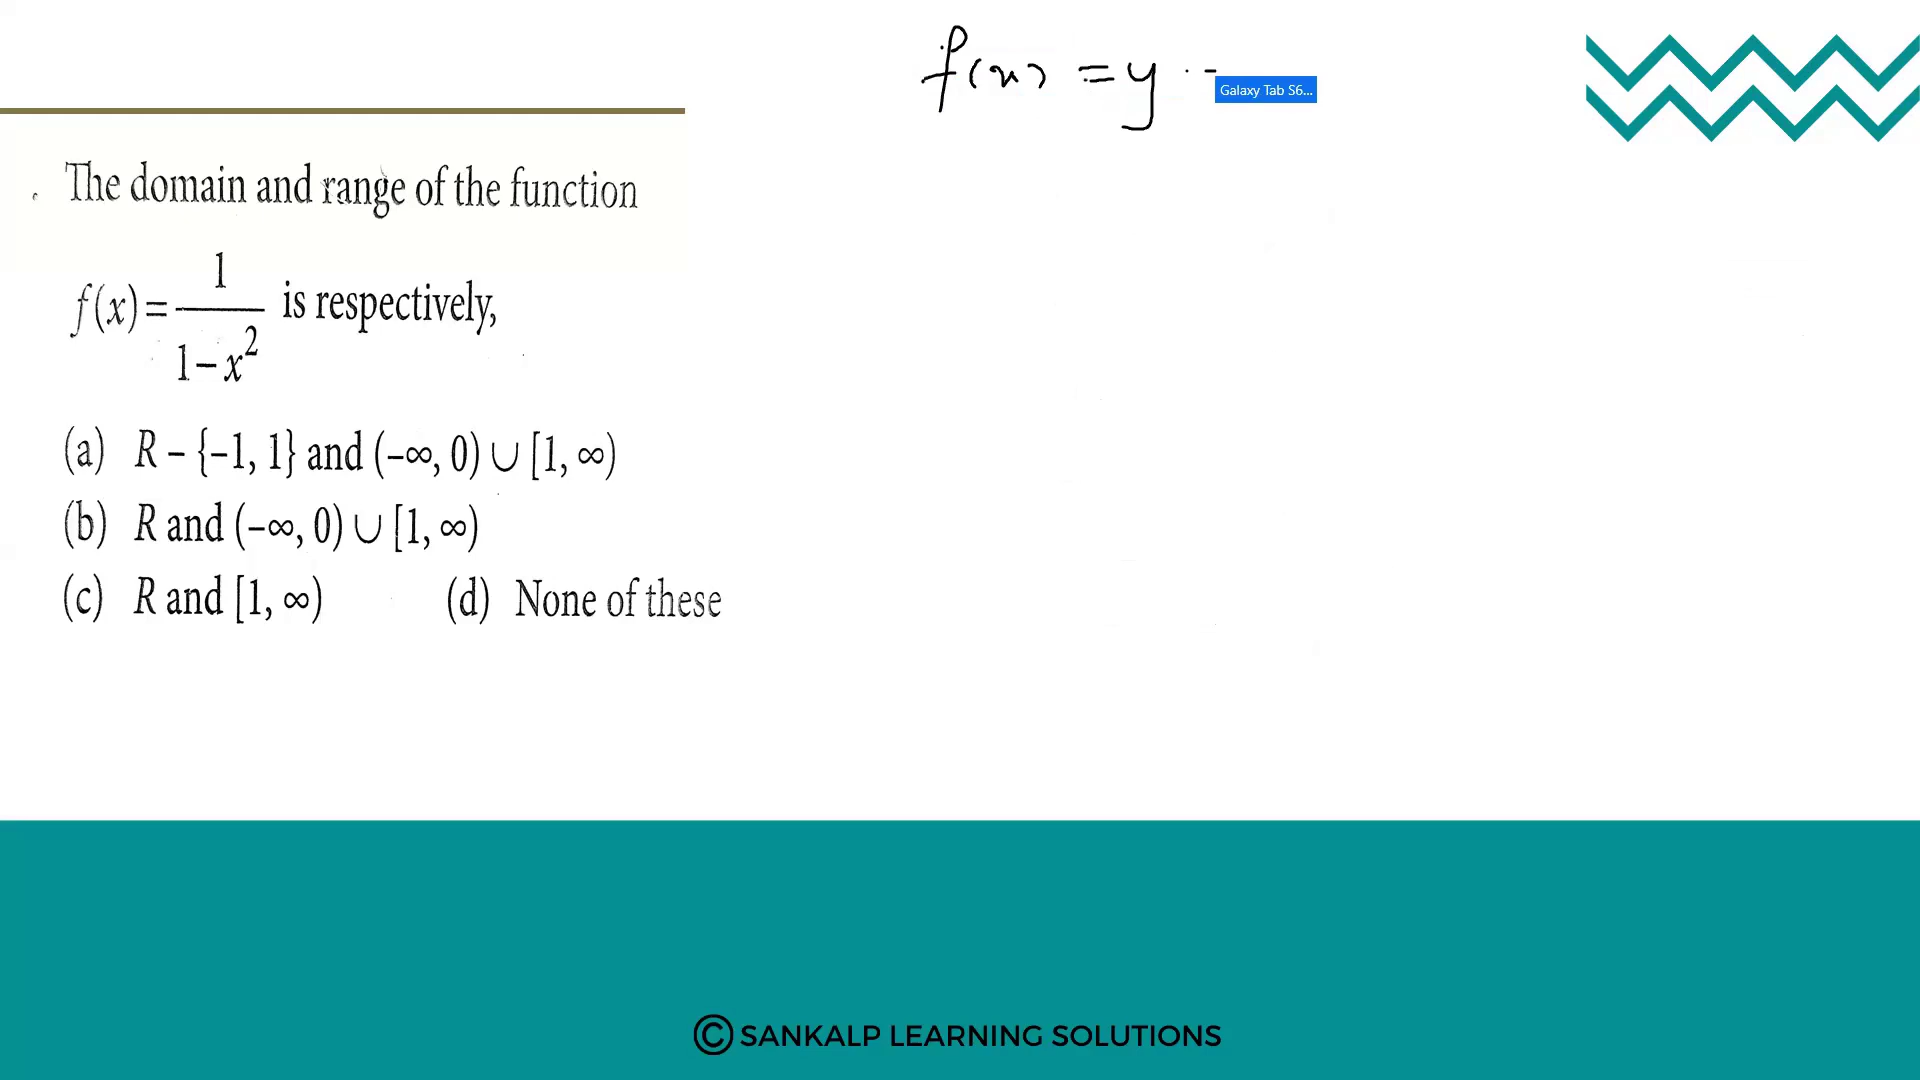 f(x) = y
Galaxy Tab S6...
The domain and range of the function
f(x) = 1/(1–x²) is respectively,
(a) R – {–1, 1} and (–∞, 0) ∪ [1, ∞)
(b) R and (–∞, 0) ∪ [1, ∞)
(c) R and [1, ∞) (d) None of these
© SANKALP LEARNING SOLUTIONS